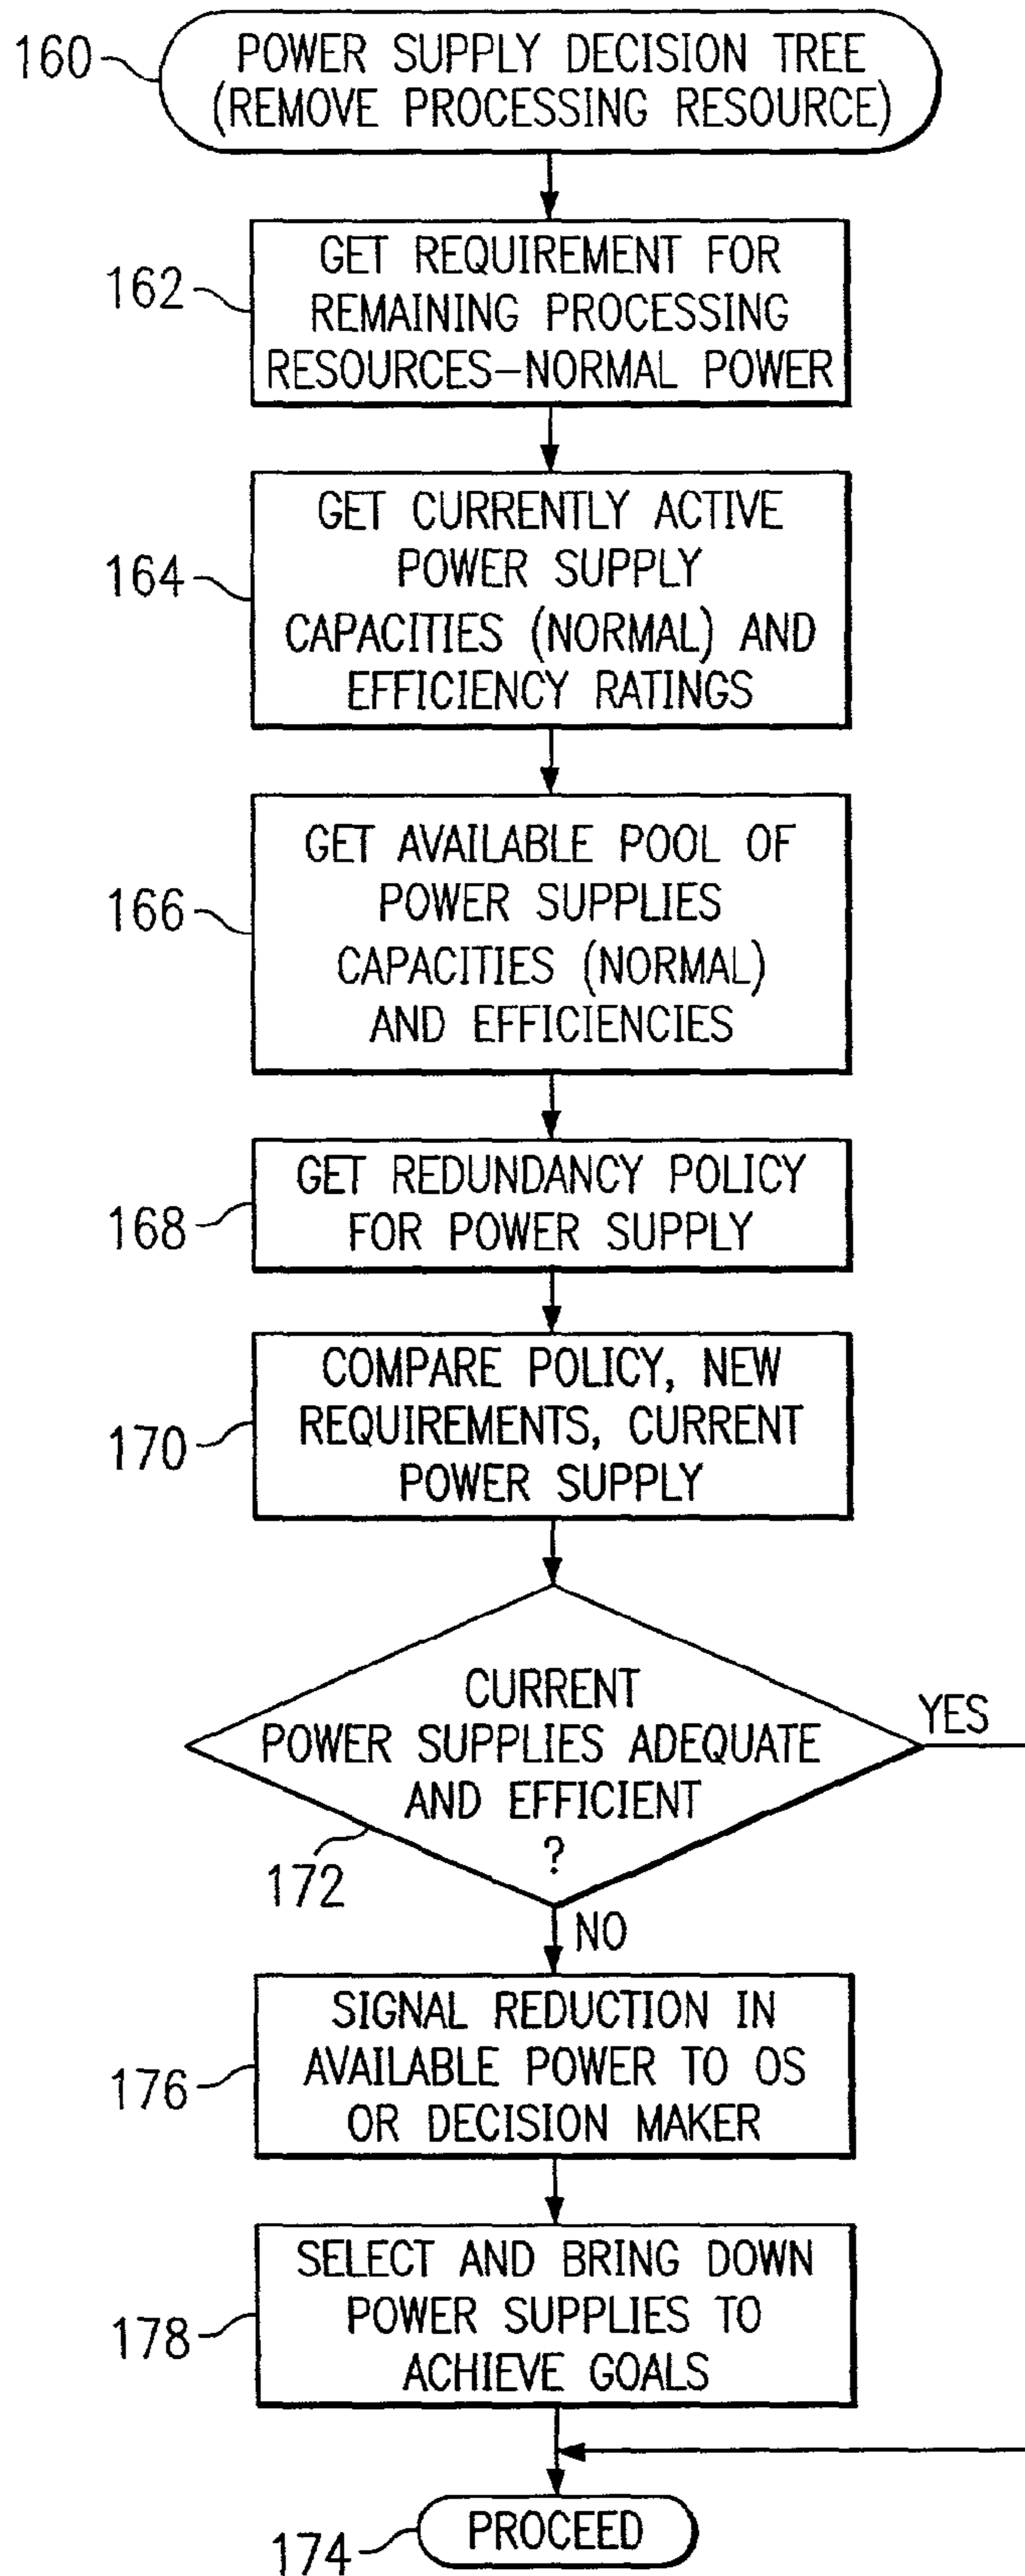 160
POWER SUPPLY DECISION TREE
(REMOVE PROCESSING RESOURCE)
162
GET REQUIREMENT FOR
REMAINING PROCESSING
RESOURCES-NORMAL POWER
164
GET CURRENTLY ACTIVE
POWER SUPPLY
CAPACITIES (NORMAL) AND
EFFICIENCY RATINGS
166
GET AVAILABLE POOL OF
POWER SUPPLIES
CAPACITIES (NORMAL)
AND EFFICIENCIES
168
GET REDUNDANCY POLICY
FOR POWER SUPPLY
170
COMPARE POLICY, NEW
REQUIREMENTS, CURRENT
POWER SUPPLY
172
CURRENT
POWER SUPPLIES ADEQUATE
AND EFFICIENT
?
YES
NO
176
SIGNAL REDUCTION IN
AVAILABLE POWER TO OS
OR DECISION MAKER
178
SELECT AND BRING DOWN
POWER SUPPLIES TO
ACHIEVE GOALS
174
PROCEED